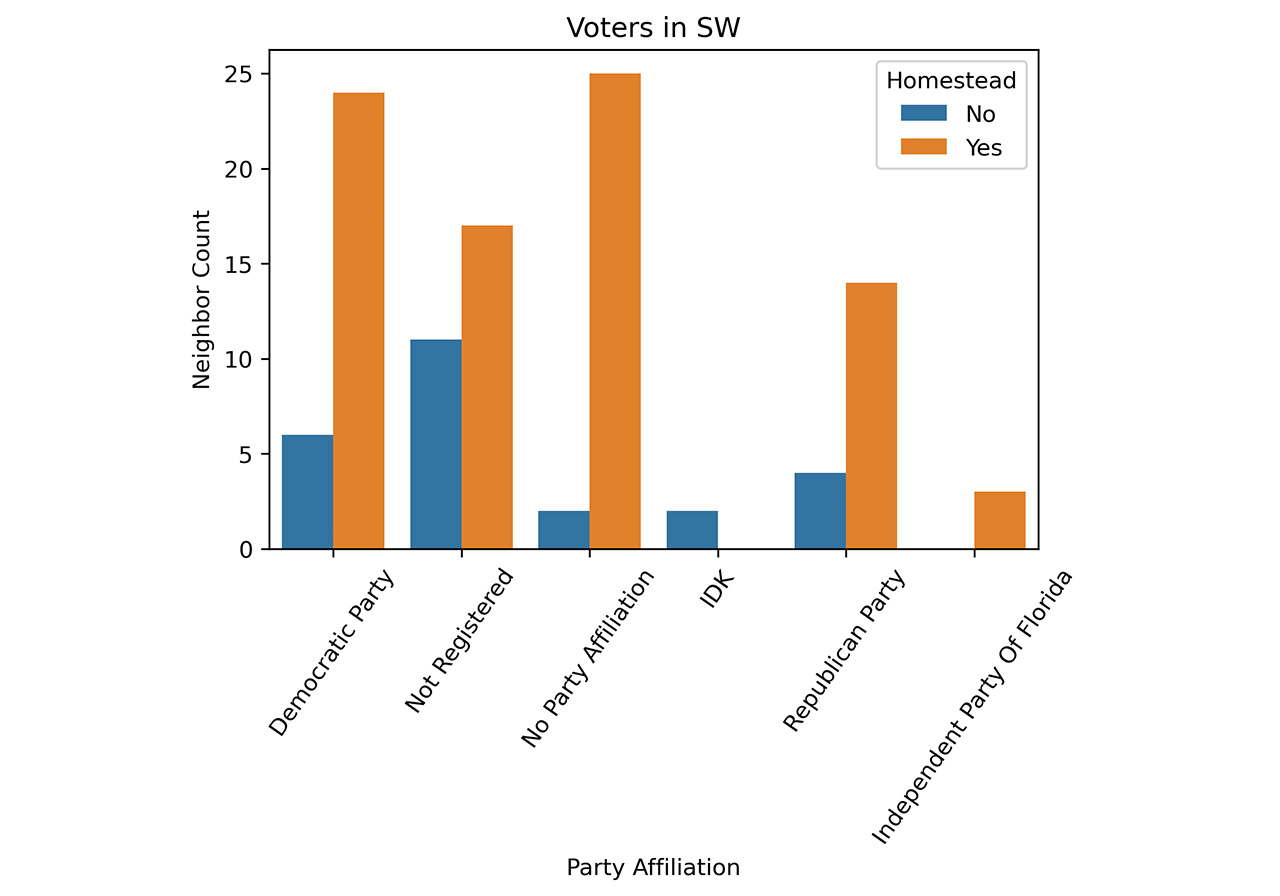 Voters in SW
Homestead
No
Yes
Neighbor Count
25
20
15
10
5
0
Democratic Party
Not Registered
No Party Affiliation
IDK
Republican Party
Independent Party Of Florida
Party Affiliation